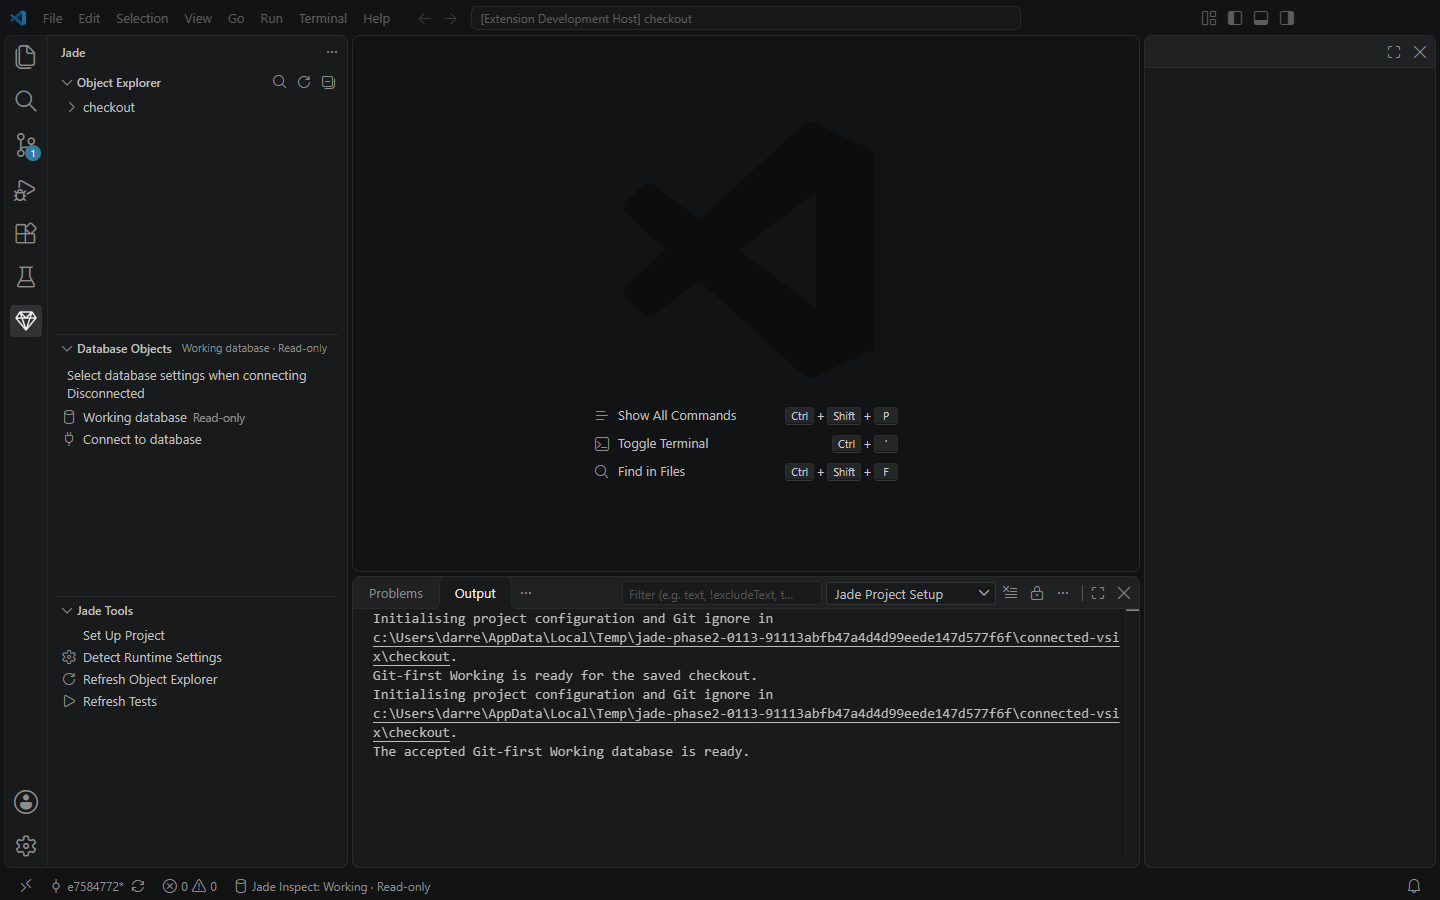 File Edit Selection View Go Run Terminal Help
[Extension Development Host] checkout
Jade
Object Explorer
checkout
1
Database Objects Working database · Read-only
Select database settings when connecting
Disconnected
Working database Read-only
Connect to database
Jade Tools
Set Up Project
Detect Runtime Settings
Refresh Object Explorer
Refresh Tests
Show All Commands Ctrl + Shift + P
Toggle Terminal Ctrl + `
Find in Files Ctrl + Shift + F
Problems Output Filter (e.g. text, !excludeText, t... Jade Project Setup
Initialising project configuration and Git ignore in
c:\Users\darre\AppData\Local\Temp\jade-phase2-0113-91113abfb47a4d4d99eede147d577f6f\connected-vsi
x\checkout.
Git-first Working is ready for the saved checkout.
Initialising project configuration and Git ignore in
c:\Users\darre\AppData\Local\Temp\jade-phase2-0113-91113abfb47a4d4d99eede147d577f6f\connected-vsi
x\checkout.
The accepted Git-first Working database is ready.
e7584772* 0 0 Jade Inspect: Working · Read-only